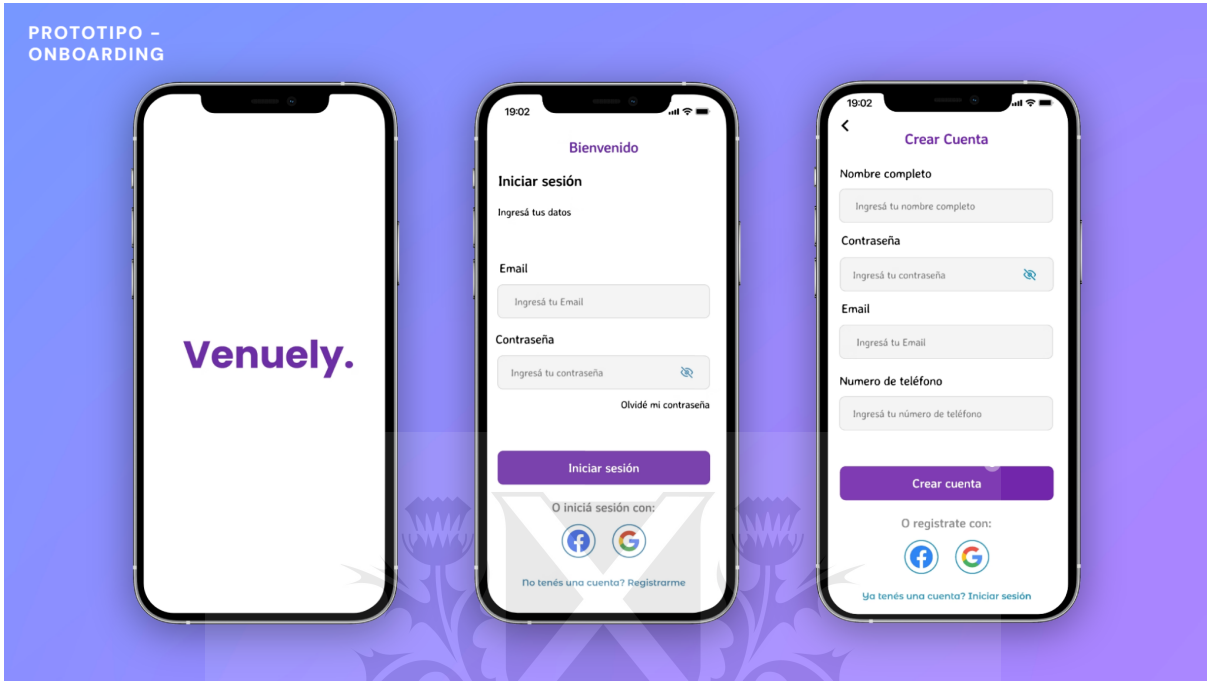 PROTOTIPO -
ONBOARDING
Venuely.
19:02
Bienvenido
Iniciar sesión
Ingresá tus datos
Email
Ingresá tu Email
Contraseña
Ingresá tu contraseña
Olvidé mi contraseña
Iniciar sesión
O iniciá sesión con:
No tenés una cuenta? Registrarme
19:02
Crear Cuenta
Nombre completo
Ingresá tu nombre completo
Contraseña
Ingresá tu contraseña
Email
Ingresá tu Email
Numero de teléfono
Ingresá tu número de teléfono
Crear cuenta
O registrate con:
Ya tenés una cuenta? Iniciar sesión